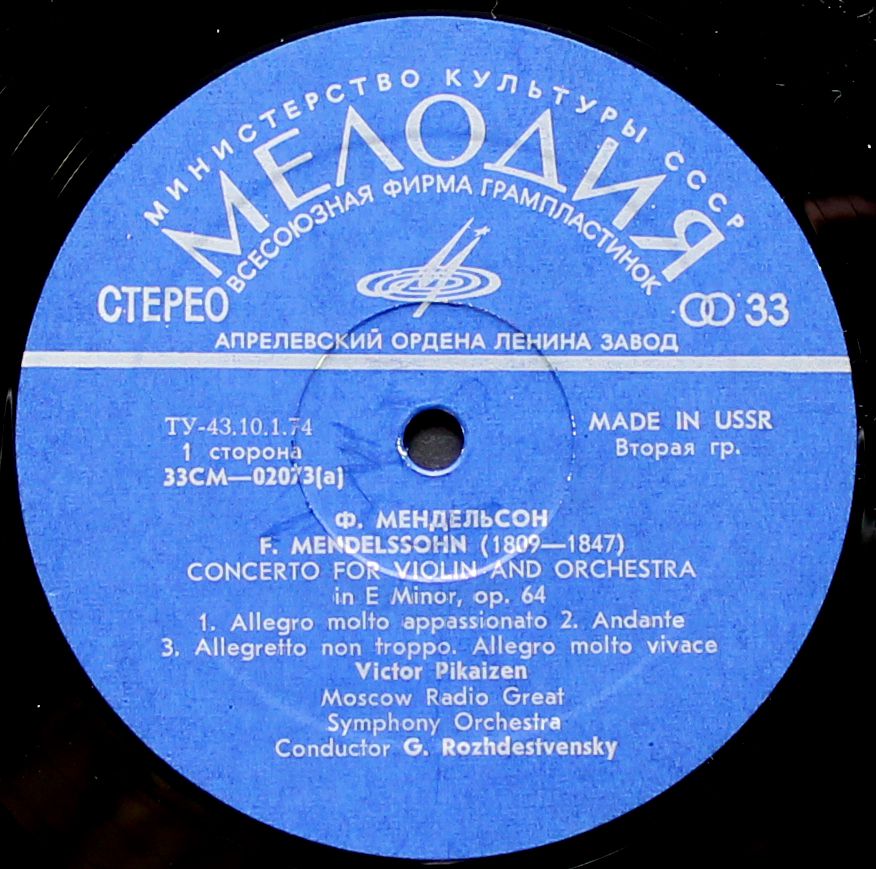 МИНИСТЕРСТВО КУЛЬТУРЫ СССР
МЕЛОДИЯ
ВСЕСОЮЗНАЯ ФИРМА ГРАМПЛАСТИНОК
СТЕРЕО
33
АПРЕЛЕВСКИЙ ОРДЕНА ЛЕНИНА ЗАВОД
ТУ-43.10.1.74
1 сторона
33СМ—02073(а)
MADE IN USSR
Вторая гр.
Ф. МЕНДЕЛЬСОН
F. MENDELSSOHN (1809—1847)
CONCERTO FOR VIOLIN AND ORCHESTRA
in E Minor, op. 64
1. Allegro molto appassionato 2. Andante
3. Allegretto non troppo. Allegro molto vivace
Victor Pikaizen
Moscow Radio Great
Symphony Orchestra
Conductor G. Rozhdestvensky